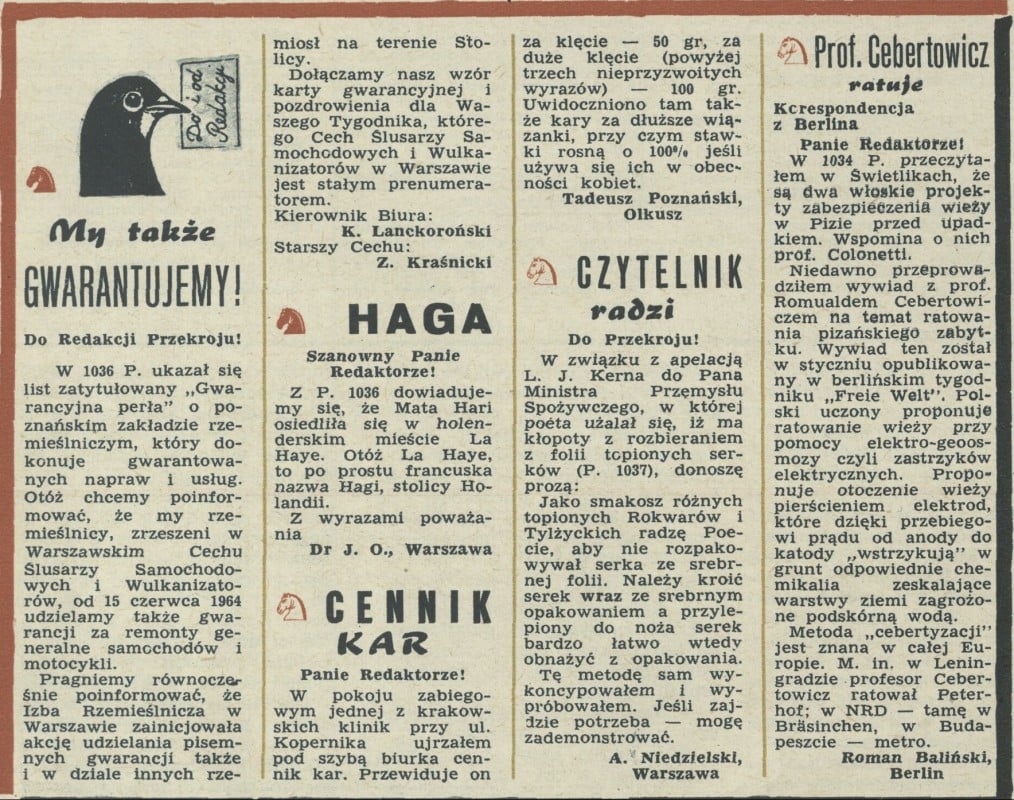 Do i od
Redakcji
My także
GWARANTUJEMY!
Do Redakcji Przekroju!
W 1036 P. ukazał się
list zatytułowany „Gwa-
rancyjna perła” o po-
znańskim zakładzie rze-
mieślniczym, który do-
konuje gwarantowa-
nych napraw i usług.
Otóż chcemy poinfor-
mować, że my rze-
mieślnicy, zrzeszeni w
Warszawskim Cechu
Ślusarzy Samochodo-
wych i Wulkanizato-
rów, od 15 czerwca 1964
udzielamy także gwa-
rancji za remonty ge-
neralne samochodów i
motocykli.
Pragniemy równocze-
śnie poinformować, że
Izba Rzemieślnicza w
Warszawie zainicjowała
akcję udzielania pisem-
nych gwarancji także
i w dziale innych rze-
miosł na terenie Sto-
licy.
Dołączamy nasz wzór
karty gwarancyjnej i
pozdrowienia dla Wa-
szego Tygodnika, które-
go Cech Ślusarzy Sa-
mochodowych i Wulka-
nizatorów w Warszawie
jest stałym prenumera-
torem.
Kierownik Biura:
K. Lanckoroński
Starszy Cechu:
Z. Kraśnicki
HAGA
Szanowny Panie
Redaktorze!
Z P. 1036 dowiaduje-
my się, że Mata Hari
osiedliła się w holen-
derskim mieście La
Haye. Otóż La Haye,
to po prostu francuska
nazwa Hagi, stolicy Ho-
landii.
Z wyrazami poważa-
nia
Dr J. O., Warszawa
CENNIK
KAR
Panie Redaktorze!
W pokoju zabiego-
wym jednej z krakow-
skich klinik przy ul.
Kopernika ujrzałem
pod szybą biurka cen-
nik kar. Przewiduje on
za klęcie — 50 gr, za
duże klęcie (powyżej
trzech nieprzyzwoitych
wyrazów) — 100 gr.
Uwidoczniono tam tak-
że kary za dłuższe wią-
zanki, przy czym staw-
ki rosną o 100% jeśli
używa się ich w obec-
ności kobiet.
Tadeusz Poznański,
Olkusz
CZYTELNIK
radzi
Do Przekroju!
W związku z apelacją
L. J. Kerna do Pana
Ministra Przemysłu
Spożywczego, w której
poeta użalał się, iż ma
kłopoty z rozbieraniem
z folii topionych ser-
ków (P. 1037), donoszę
prozą:
Jako smakosz różnych
topionych Rokwarów i
Tylżyckich radzę Poe-
cie, aby nie rozpako-
wywał serka ze srebr-
nej folii. Należy kroić
serek wraz ze srebrnym
opakowaniem a przyle-
piony do noża serek
bardzo łatwo wtedy
obnażyć z opakowania.
Tę metodę sam wy-
koncypowałem i wy-
próbowałem. Jeśli zaj-
dzie potrzeba — mogę
zademonstrować.
A. Niedzielski,
Warszawa
Prof. Cebertowicz
ratuje
Korespondencja
z Berlina
Panie Redaktorze!
W 1034 P. przeczyta-
łem w Świetlikach, że
są dwa włoskie projek-
ty zabezpieczenia wieży
w Pizie przed upad-
kiem. Wspomina o nich
prof. Colonetti.
Niedawno przeprowa-
dziłem wywiad z prof.
Romualdem Cebertowi-
czem na temat ratowa-
nia pizańskiego zabyt-
ku. Wywiad ten został
w styczniu opublikowa-
ny w berlińskim tygod-
niku „Freie Welt”. Pol-
ski uczony proponuje
ratowanie wieży przy
pomocy elektro-geoos-
mozy czyli zastrzyków
elektrycznych. Propo-
nuje otoczenie wieży
pierścieniem elektrod,
które dzięki przebiego-
wi prądu od anody do
katody „wstrzykują” w
grunt odpowiednie che-
mikalia zeskalające
warstwy ziemi zagrożo-
ne podskórną wodą.
Metoda „cebertyzacji”
jest znana w całej Eu-
ropie. M. in. w Lenin-
gradzie profesor Ceber-
towicz ratował Peter-
hof; w NRD — tamę w
Bräsinchen, w Buda-
peszcie — metro.
Roman Baliński,
Berlin